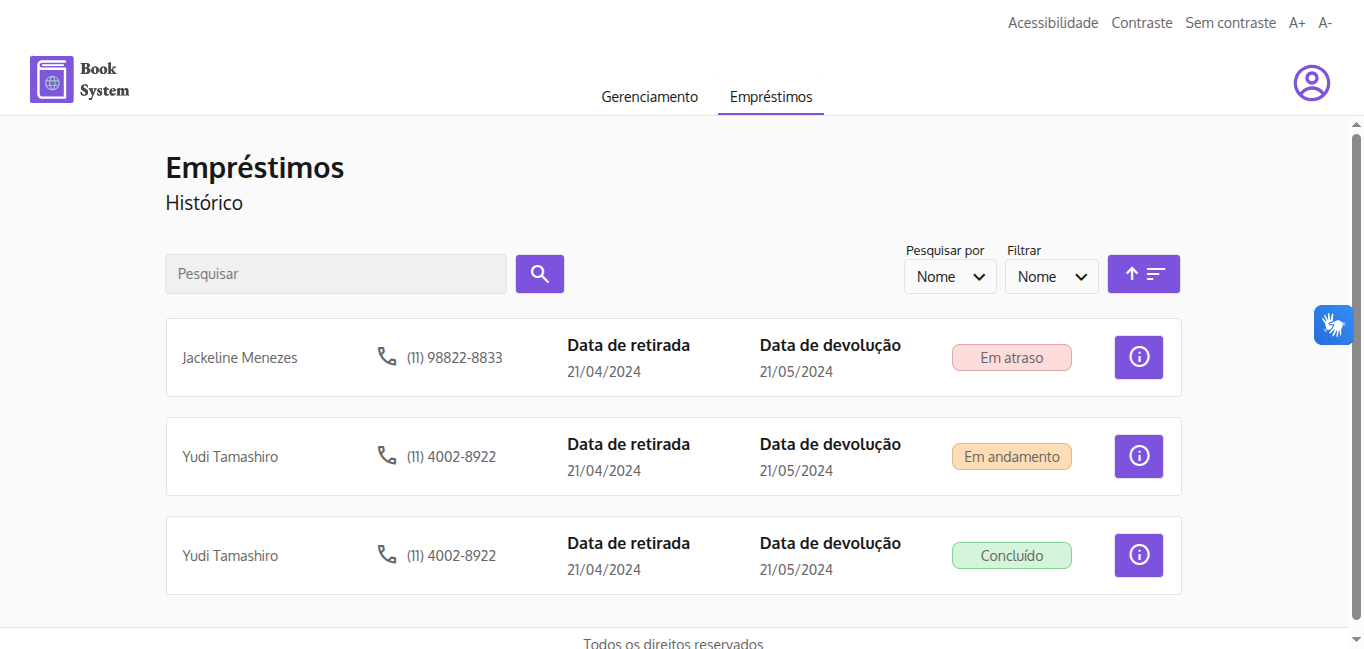 Acessibilidade Contraste Sem contraste A+ A-
Book
System
Gerenciamento Empréstimos
Empréstimos
Histórico
Pesquisar por Filtrar
Pesquisar Nome Nome
Jackeline Menezes (11) 98822-8833 Data de retirada Data de devolução Em atraso
21/04/2024 21/05/2024
Yudi Tamashiro (11) 4002-8922 Data de retirada Data de devolução Em andamento
21/04/2024 21/05/2024
Yudi Tamashiro (11) 4002-8922 Data de retirada Data de devolução Concluído
21/04/2024 21/05/2024
Todos os direitos reservados